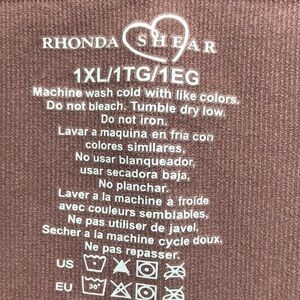 RHONDA SHEAR
1XL/1TG/1EG
Machine wash cold with like colors.
Do not bleach. Tumble dry low.
Do not iron.
Lavar a maquina en fria con
colores similares,
No usar blanqueador,
usar secadora baja,
No planchar.
Laver a la machine à froide
avec couleurs semblables,
Ne pas utiliser de javel,
Secher a la machine cycle doux,
Ne pas repasser.
US
EU 30°